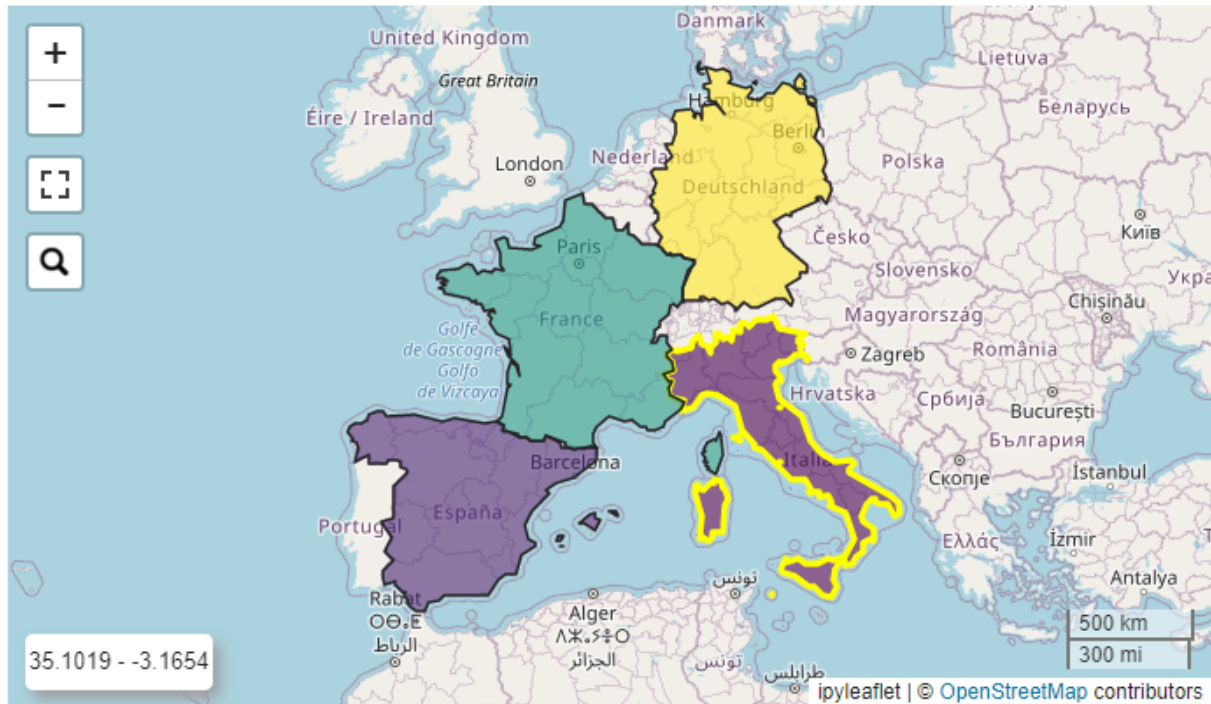 +
−
Danmark
United Kingdom
Great Britain
Lietuva
Беларусь
Éire / Ireland
Hamburg
Berlin
London
Nederland
Polska
Deutschland
Київ
Paris
Česko
Slovensko
Укра
Chișinău
France
Magyarország
Golfe
de Gascogne
Golfo
de Vizcaya
Zagreb
România
Hrvatska
Србија
București
България
Barcelona
Italia
Скопје
İstanbul
Portugal
España
Ελλάς
İzmir
تونس
Antalya
Rabat
ⵔⴱⴰⵟ
الرباط
Alger
الجزائر
تونس
طرابلس
500 km
300 mi
35.1019 - -3.1654
ipyleaflet | © OpenStreetMap contributors